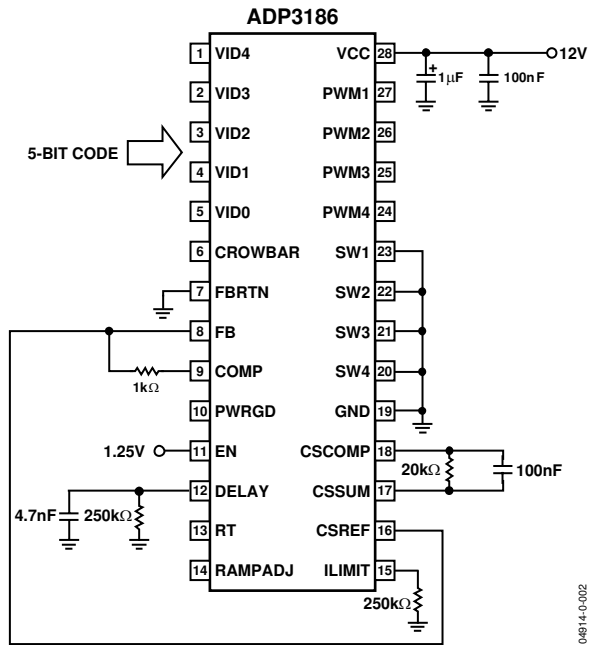 ADP3186
1 VID4
2 VID3
3 VID2
4 VID1
5 VID0
6 CROWBAR
7 FBRTN
8 FB
9 COMP
10 PWRGD
11 EN
12 DELAY
13 RT
14 RAMPADJ
VCC 28
PWM1 27
PWM2 26
PWM3 25
PWM4 24
SW1 23
SW2 22
SW3 21
SW4 20
GND 19
CSCOMP 18
CSSUM 17
CSREF 16
ILIMIT 15
5-BIT CODE
1kΩ
1.25V
4.7nF
250kΩ
12V
+
1μF
100nF
20kΩ
100nF
250kΩ
04914-0-002